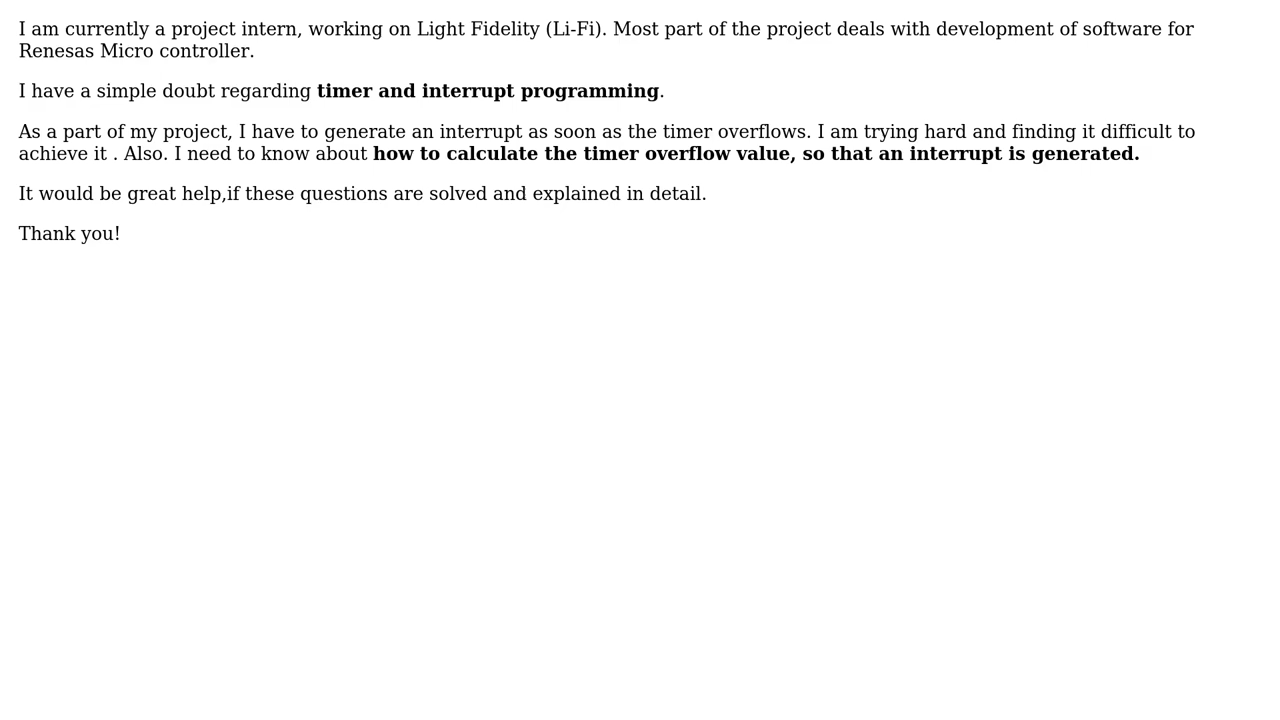 I am currently a project intern, working on Light Fidelity (Li-Fi). Most part of the project deals with development of software for
Renesas Micro controller.
I have a simple doubt regarding timer and interrupt programming.
As a part of my project, I have to generate an interrupt as soon as the timer overflows. I am trying hard and finding it difficult to
achieve it . Also. I need to know about how to calculate the timer overflow value, so that an interrupt is generated.
It would be great help,if these questions are solved and explained in detail.
Thank you!